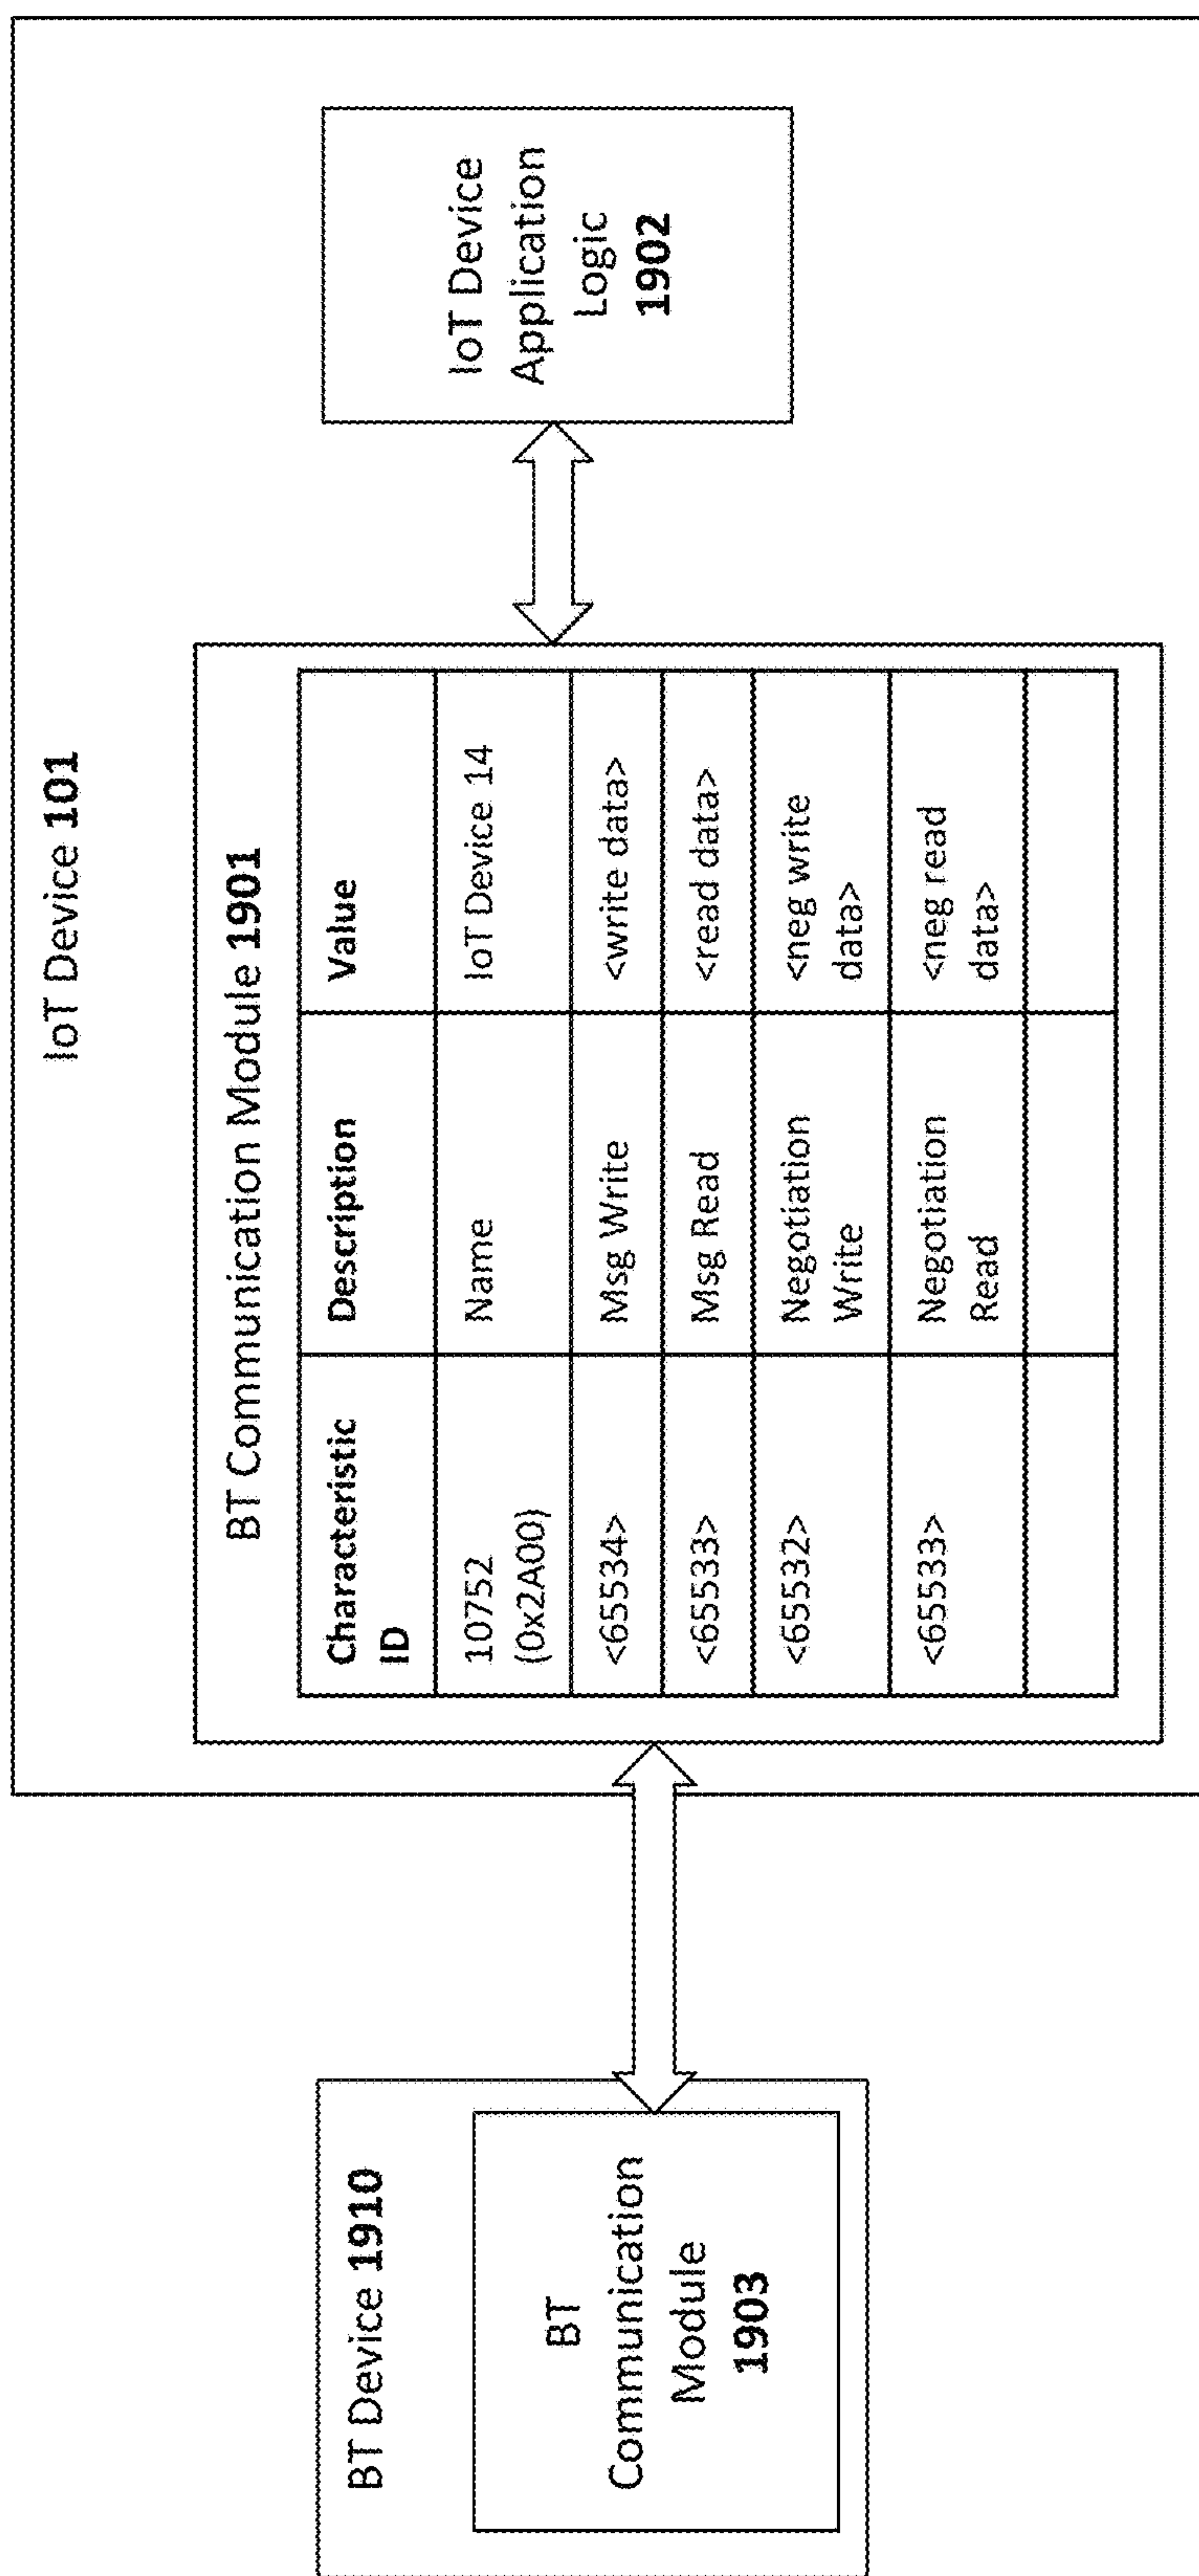 IoT Device 101
BT Device 1910
BT
Communication
Module
1903
BT Communication Module 1901
Characteristic
ID
Description
Value
10752
(0x2A00)
Name
IoT Device 14
<65534>
Msg Write
<write data>
<65533>
Msg Read
<read data>
<65532>
Negotiation
Write
<neg write
data>
<65533>
Negotiation
Read
<neg read
data>
IoT Device
Application
Logic
1902